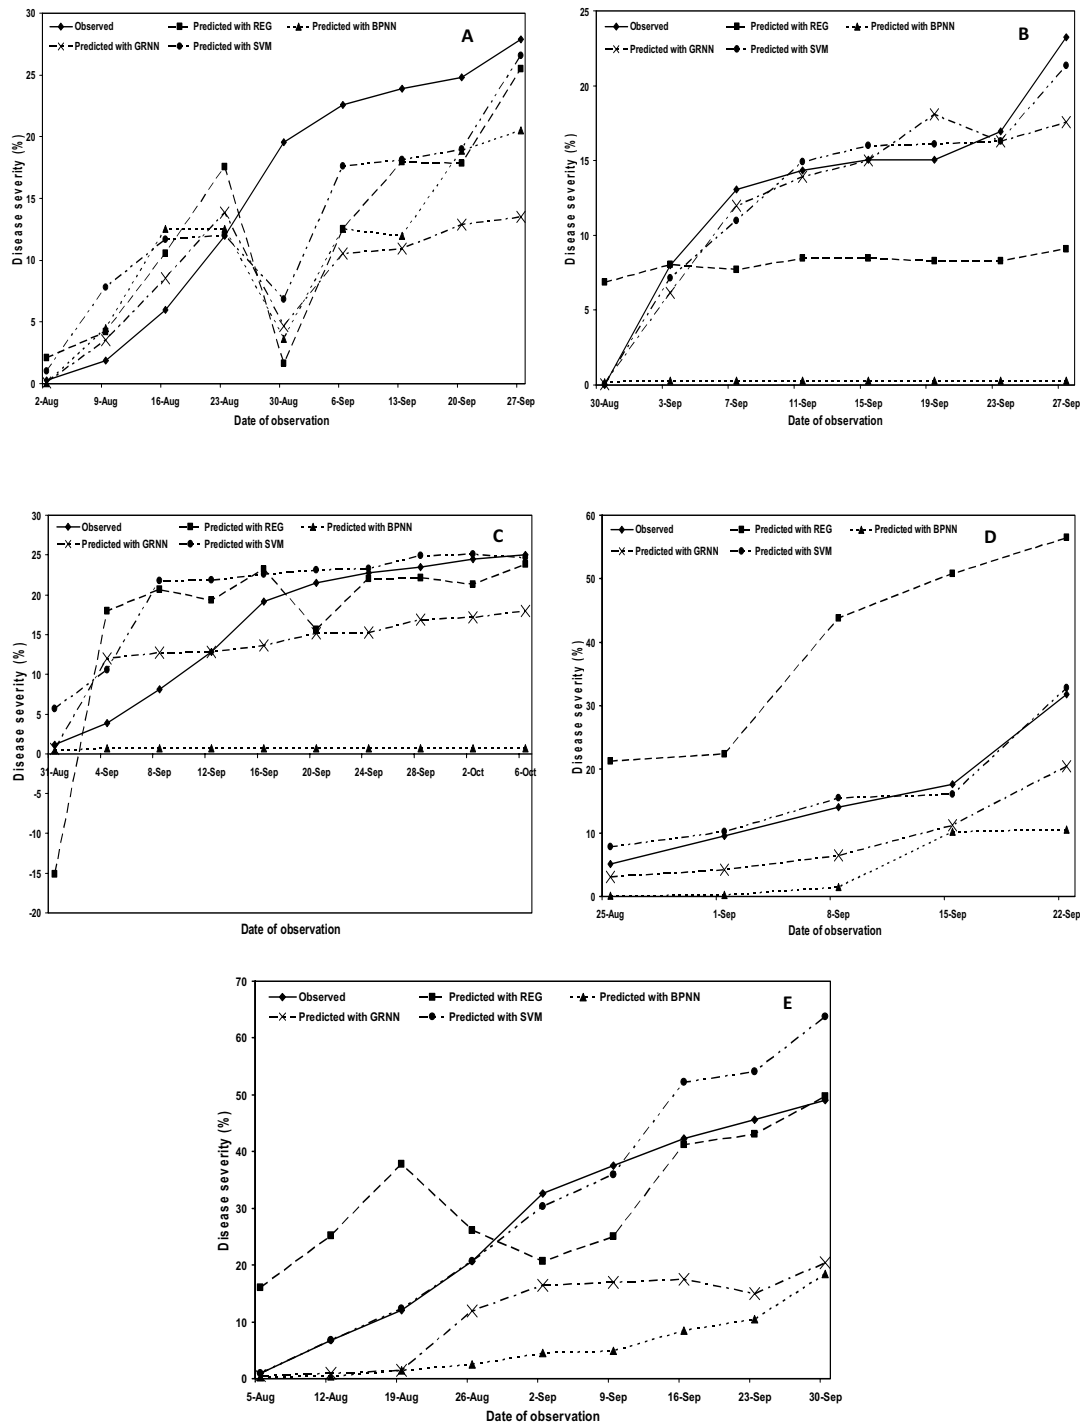 A
Observed Predicted with REG Predicted with BPNN
Predicted with GRNN Predicted with SVM
Disease severity (%)
30
25
20
15
10
5
0
2-Aug 9-Aug 16-Aug 23-Aug 30-Aug 6-Sep 13-Sep 20-Sep 27-Sep
Date of observation
B
Observed Predicted with REG Predicted with BPNN
Predicted with GRNN Predicted with SVM
Disease severity (%)
25
20
15
10
5
0
30-Aug 3-Sep 7-Sep 11-Sep 15-Sep 19-Sep 23-Sep 27-Sep
Date of observation
C
Observed Predicted with REG Predicted with BPNN
Predicted with GRNN Predicted with SVM
Disease severity (%)
30
25
20
15
10
5
0
31-Aug 4-Sep 8-Sep 12-Sep 16-Sep 20-Sep 24-Sep 28-Sep 2-Oct 6-Oct
-5
-10
-15
-20
Date of observation
D
Observed Predicted with REG Predicted with BPNN
Predicted with GRNN Predicted with SVM
Disease severity (%)
60
50
40
30
20
10
0
25-Aug 1-Sep 8-Sep 15-Sep 22-Sep
Date of observation
E
Observed Predicted with REG Predicted with BPNN
Predicted with GRNN Predicted with SVM
Disease severity (%)
70
60
50
40
30
20
10
0
5-Aug 12-Aug 19-Aug 26-Aug 2-Sep 9-Sep 16-Sep 23-Sep 30-Sep
Date of observation